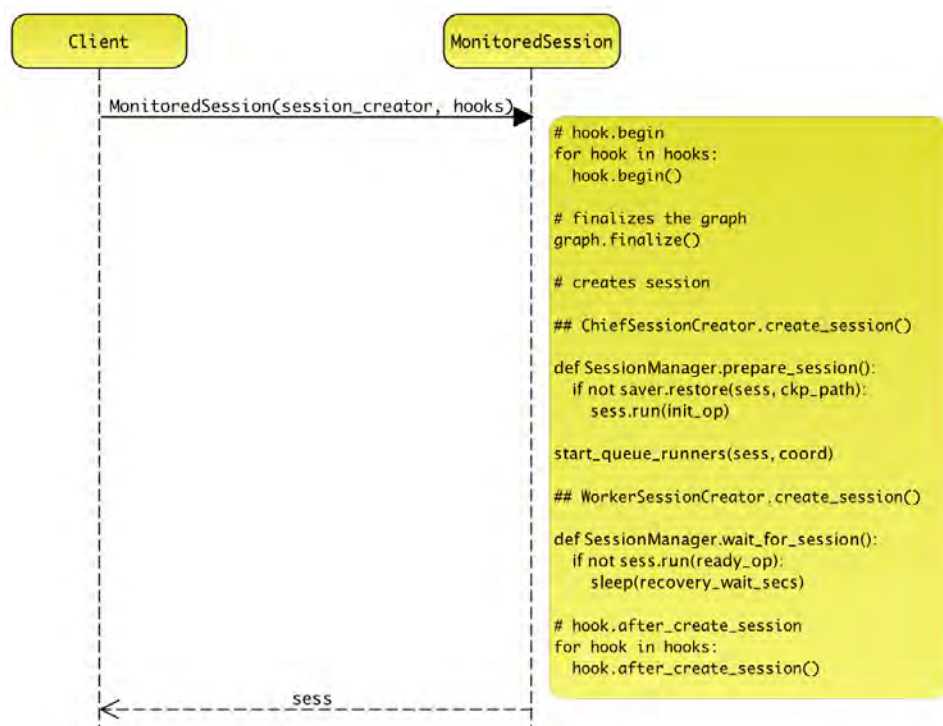 Client
MonitoredSession
MonitoredSession(session_creator, hooks)
# hook.begin
for hook in hooks:
  hook.begin()
# finalizes the graph
graph.finalize()
# creates session
## ChiefSessionCreator.create_session()
def SessionManager.prepare_session():
  if not saver.restore(sess, ckp_path):
    sess.run(init_op)
start_queue_runners(sess, coord)
## WorkerSessionCreator.create_session()
def SessionManager.wait_for_session():
  if not sess.run(ready_op):
    sleep(recovery_wait_secs)
# hook.after_create_session
for hook in hooks:
  hook.after_create_session()
sess